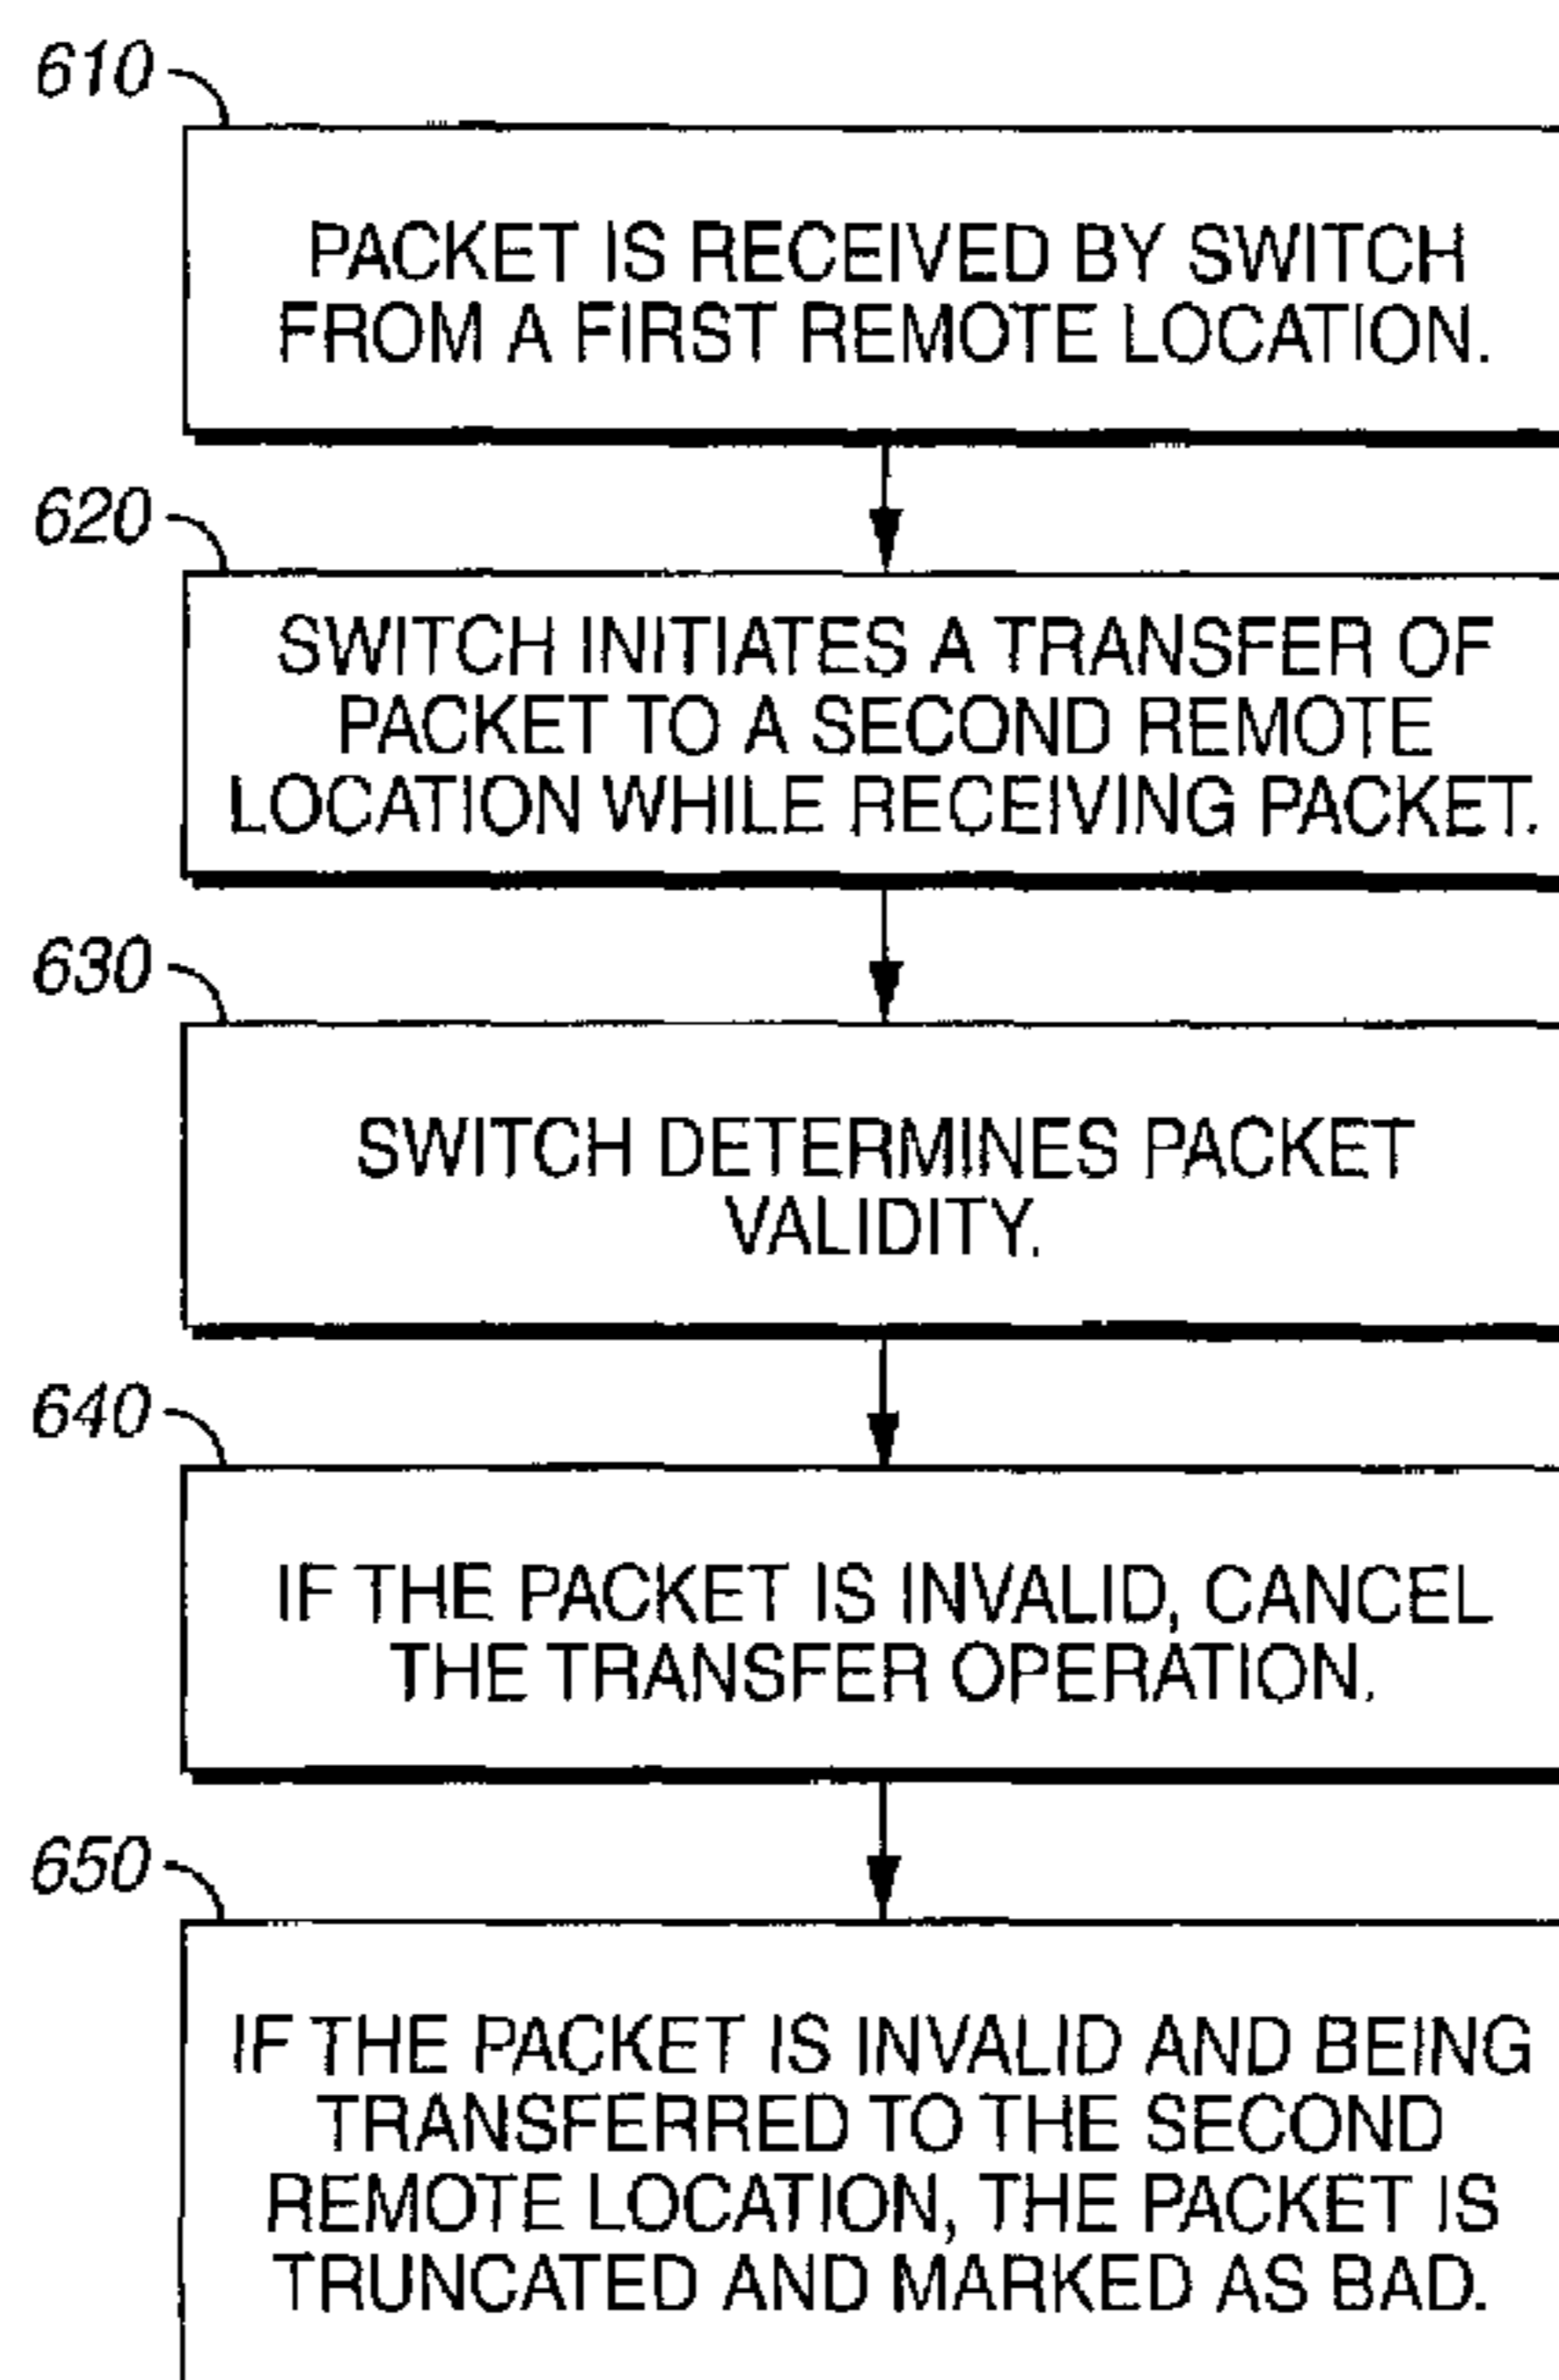 610
PACKET IS RECEIVED BY SWITCH
FROM A FIRST REMOTE LOCATION.
620
SWITCH INITIATES A TRANSFER OF
PACKET TO A SECOND REMOTE
LOCATION WHILE RECEIVING PACKET.
630
SWITCH DETERMINES PACKET
VALIDITY.
640
IF THE PACKET IS INVALID, CANCEL
THE TRANSFER OPERATION.
650
IF THE PACKET IS INVALID AND BEING
TRANSFERRED TO THE SECOND
REMOTE LOCATION, THE PACKET IS
TRUNCATED AND MARKED AS BAD.